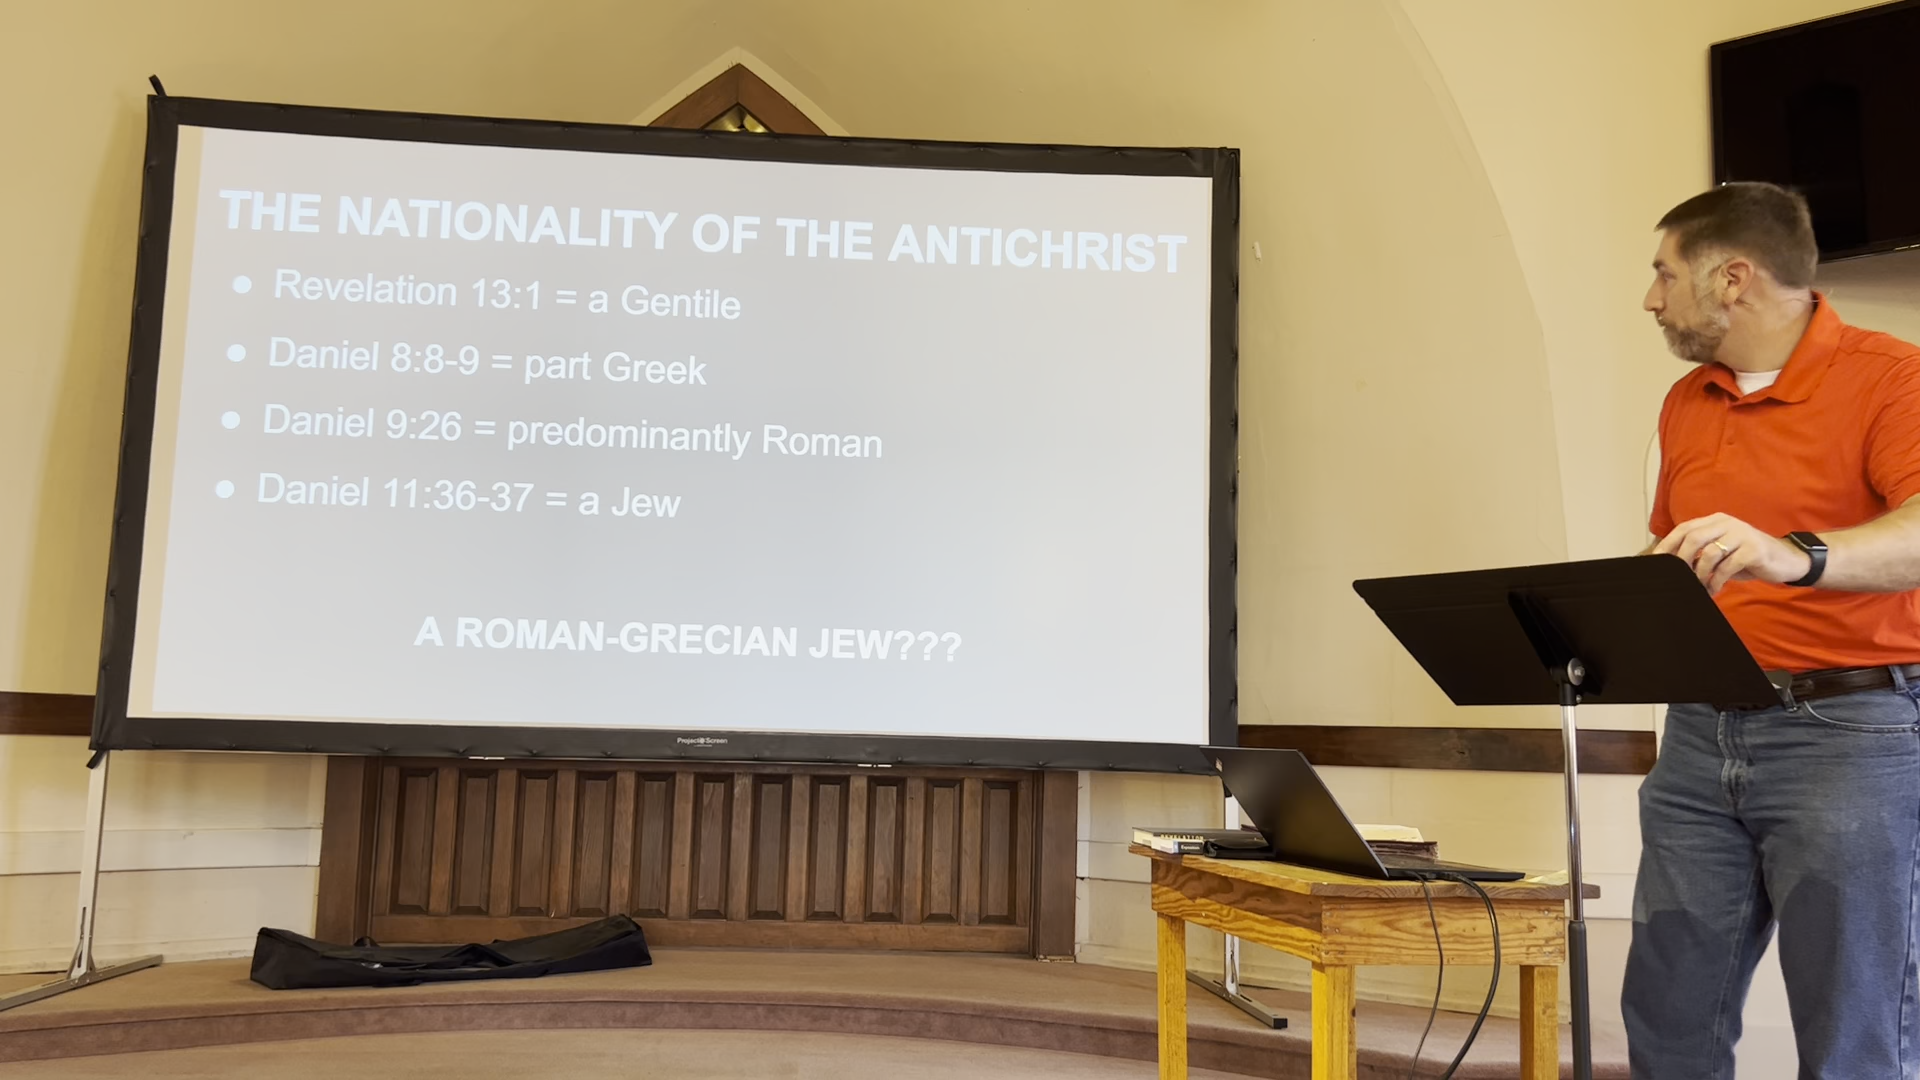 THE NATIONALITY OF THE ANTICHRIST
● Revelation 13:1 = a Gentile
● Daniel 8:8-9 = part Greek
● Daniel 9:26 = predominantly Roman
● Daniel 11:36-37 = a Jew
A ROMAN-GRECIAN JEW???
Project Screen
REVELATION